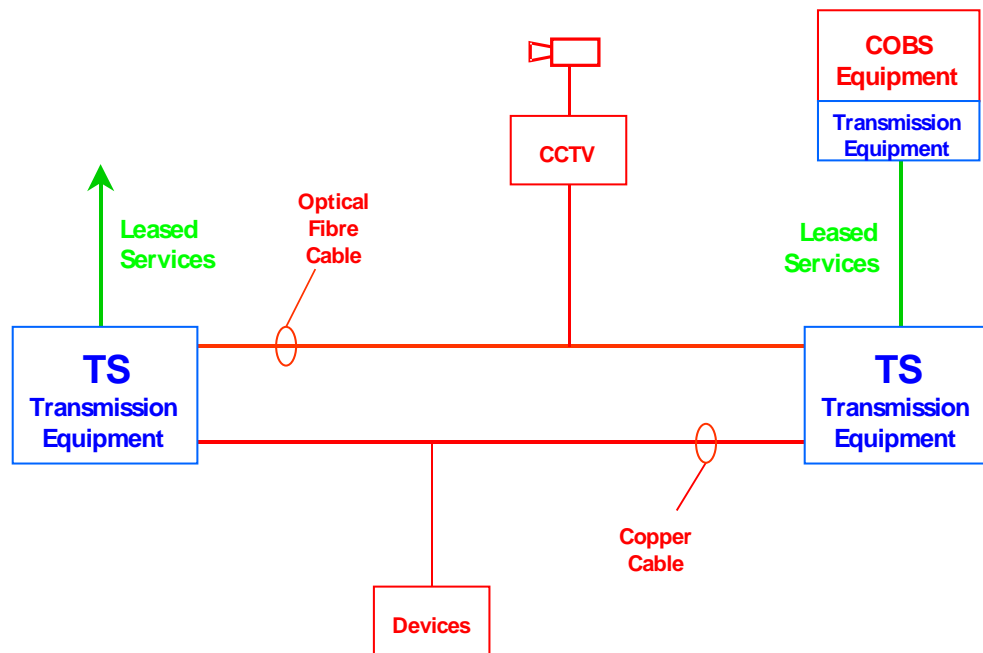 COBS
Equipment
Transmission
Equipment
CCTV
Optical
Fibre
Cable
Leased
Services
Leased
Services
TS
Transmission
Equipment
TS
Transmission
Equipment
Copper
Cable
Devices